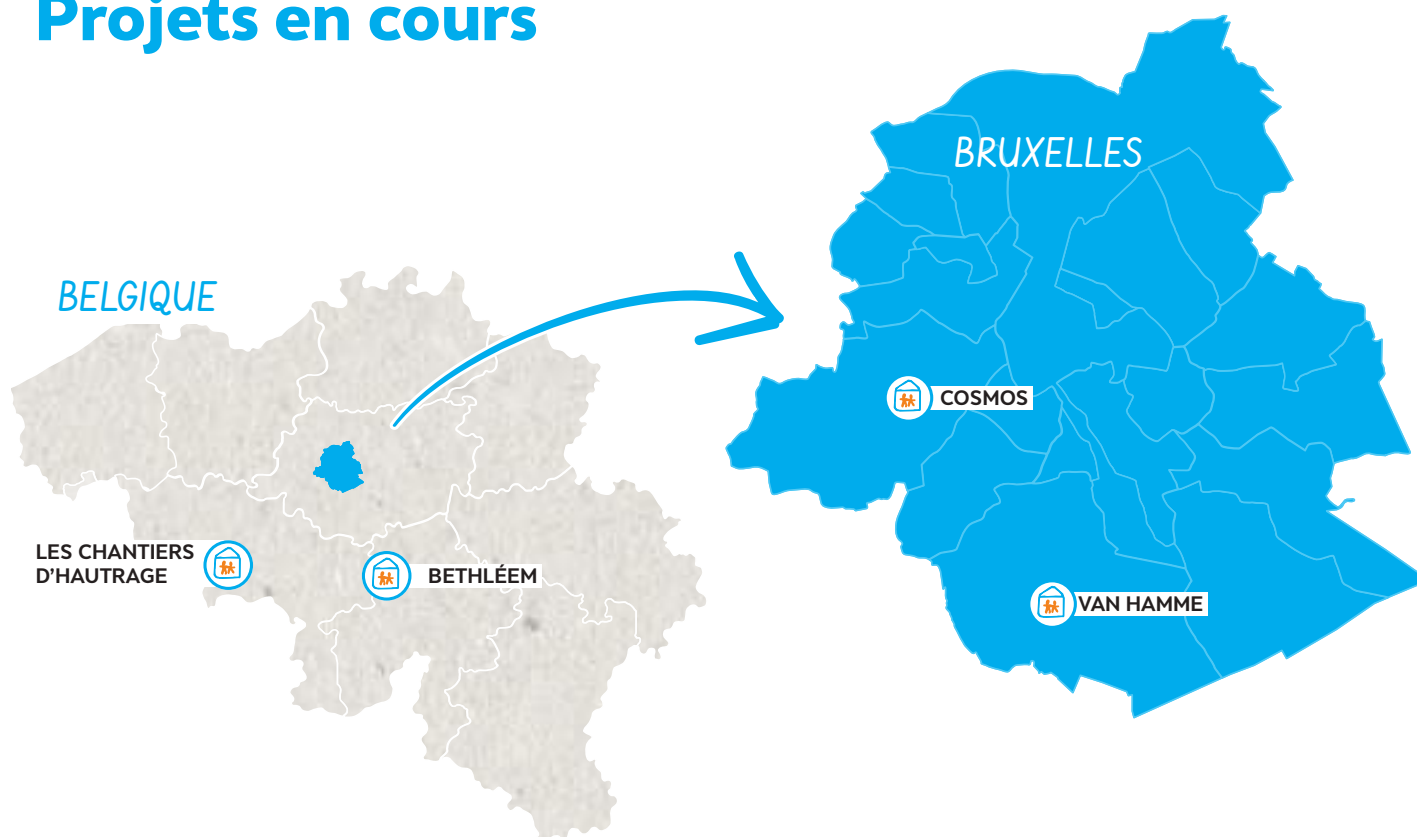 Projets en cours
BRUXELLES
BELGIQUE
COSMOS
LES CHANTIERS
D’HAUTRAGE
BETHLÉEM
VAN HAMME